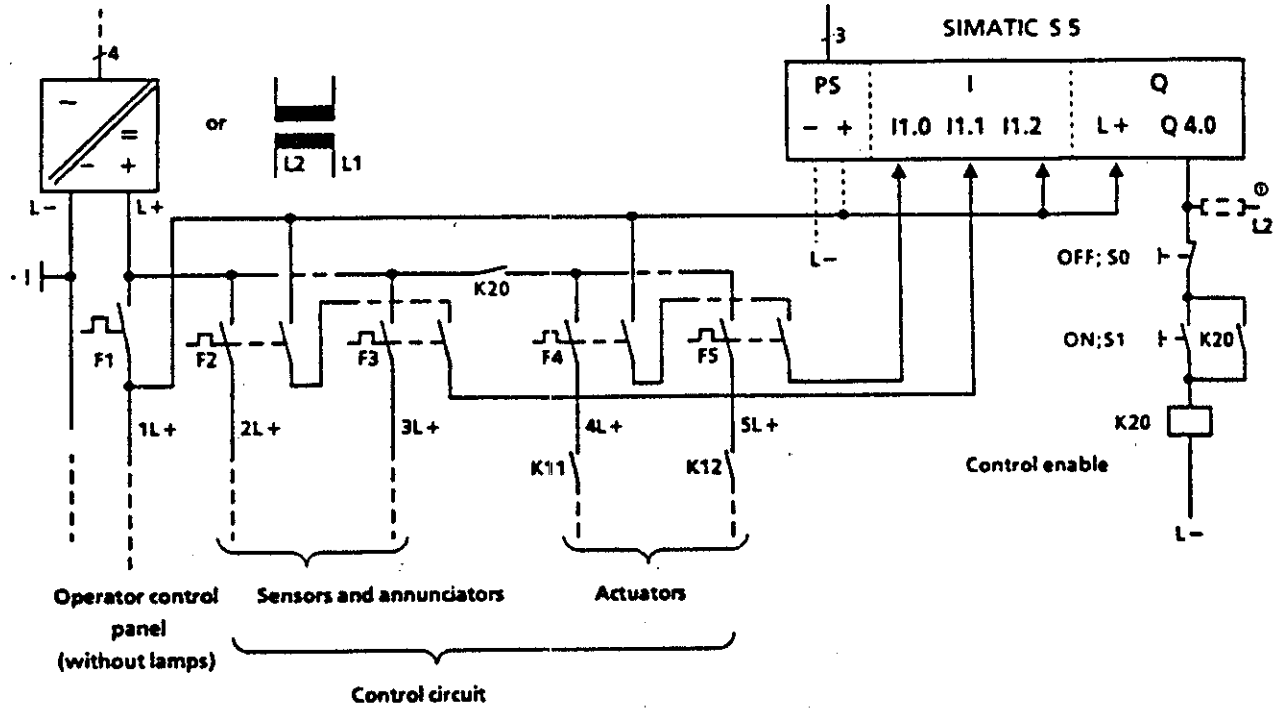 SIMATIC S 5
4
3
PS I Q
- + I1.0 I1.1 I1.2 L+ Q 4.0
~
=
- +
or
L2 L1
L- L+
①
L2
L-
OFF; S0
K20
F1 F2 F3 F4 F5
ON; S1 K20
1L+ 2L+ 3L+ 4L+ 5L+
K20
K11 K12
Control enable
L-
Operator control
panel
(without lamps)
Sensors and annunciators
Actuators
Control circuit